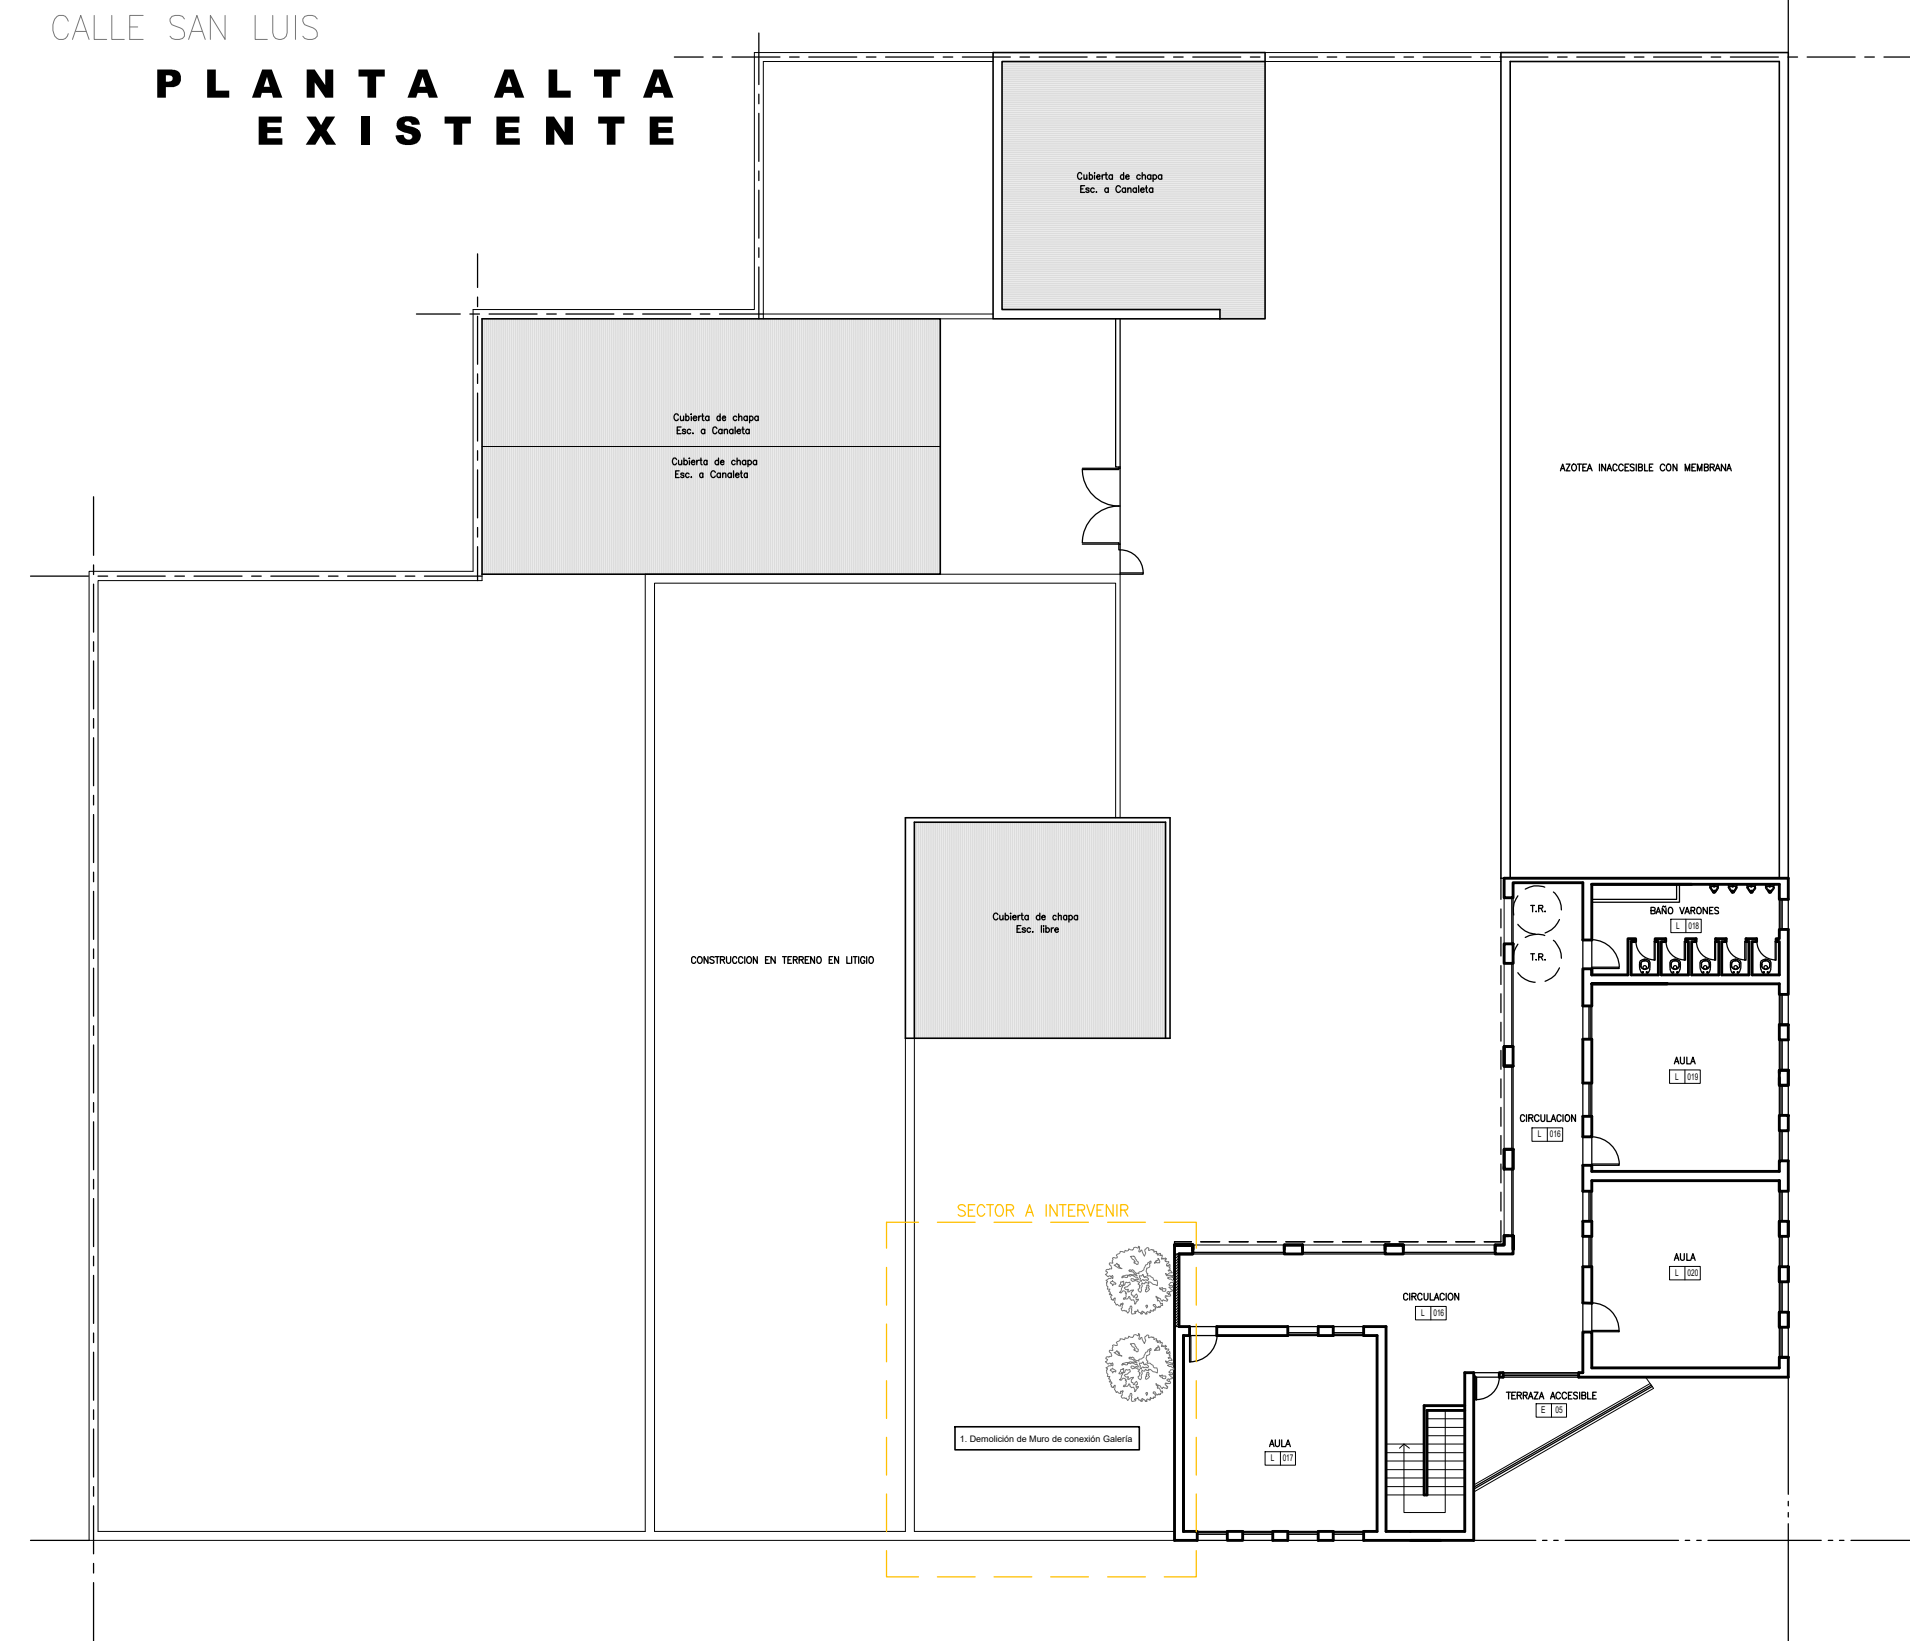 CALLE SAN LUIS
PLANTA ALTA
EXISTENTE
Cubierta de chapa
Esc. a Canaleta
Cubierta de chapa
Esc. a Canaleta
Cubierta de chapa
Esc. a Canaleta
AZOTEA INACCESIBLE CON MEMBRANA
Cubierta de chapa
Esc. libre
CONSTRUCCION EN TERRENO EN LITIGIO
T.R.
T.R.
BAÑO VARONES
L 018
AULA
L 019
CIRCULACION
L 016
SECTOR A INTERVENIR
AULA
L 020
CIRCULACION
L 016
TERRAZA ACCESIBLE
E 05
1. Demolición de Muro de conexión Galería
AULA
L 017